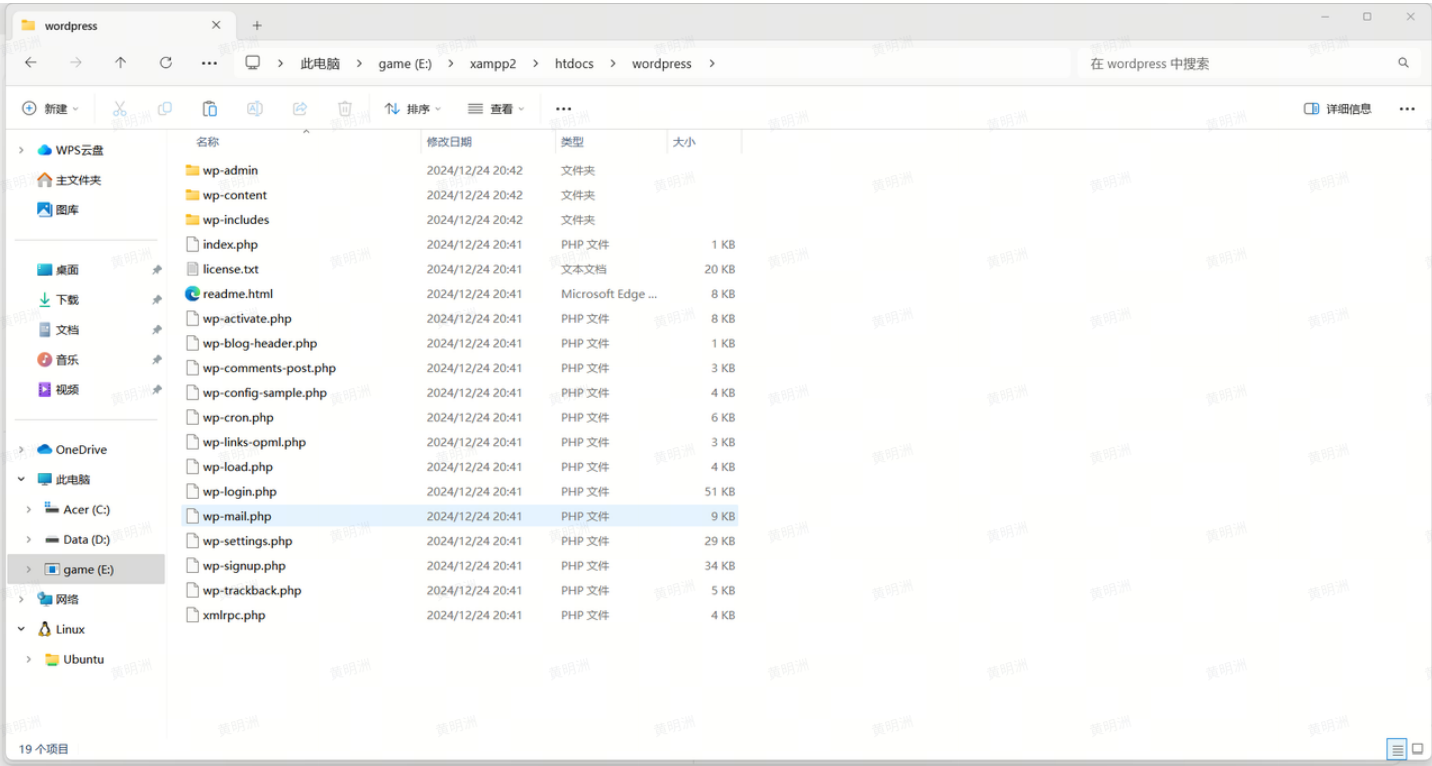 wordpress
此电脑 game (E:) xampp2 htdocs wordpress
在 wordpress 中搜索
新建 排序 查看 详细信息
WPS云盘
主文件夹
图库
桌面
下载
文档
音乐
视频
OneDrive
此电脑
Acer (C:)
Data (D:)
game (E:)
网络
Linux
Ubuntu
名称 修改日期 类型 大小
wp-admin 2024/12/24 20:42 文件夹
wp-content 2024/12/24 20:42 文件夹
wp-includes 2024/12/24 20:42 文件夹
index.php 2024/12/24 20:41 PHP 文件 1 KB
license.txt 2024/12/24 20:41 文本文档 20 KB
readme.html 2024/12/24 20:41 Microsoft Edge ... 8 KB
wp-activate.php 2024/12/24 20:41 PHP 文件 8 KB
wp-blog-header.php 2024/12/24 20:41 PHP 文件 1 KB
wp-comments-post.php 2024/12/24 20:41 PHP 文件 3 KB
wp-config-sample.php 2024/12/24 20:41 PHP 文件 4 KB
wp-cron.php 2024/12/24 20:41 PHP 文件 6 KB
wp-links-opml.php 2024/12/24 20:41 PHP 文件 3 KB
wp-load.php 2024/12/24 20:41 PHP 文件 4 KB
wp-login.php 2024/12/24 20:41 PHP 文件 51 KB
wp-mail.php 2024/12/24 20:41 PHP 文件 9 KB
wp-settings.php 2024/12/24 20:41 PHP 文件 29 KB
wp-signup.php 2024/12/24 20:41 PHP 文件 34 KB
wp-trackback.php 2024/12/24 20:41 PHP 文件 5 KB
xmlrpc.php 2024/12/24 20:41 PHP 文件 4 KB
19 个项目
黄明洲